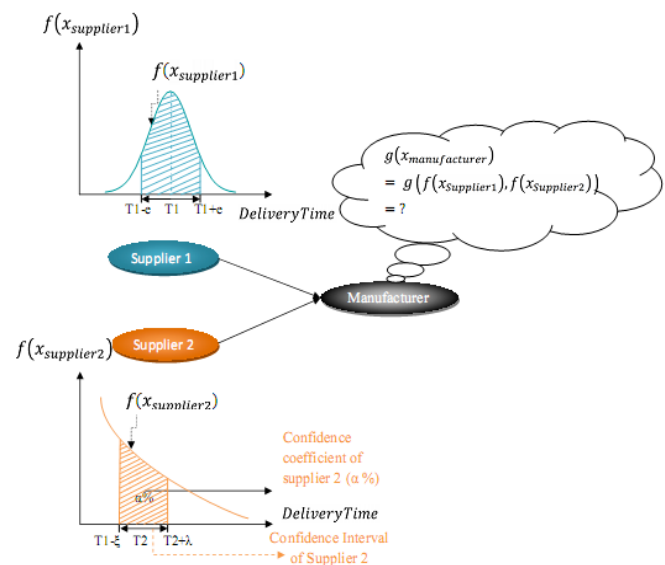 f(x_supplier1)
f(x_supplier1)
T1-e T1 T1+e
DeliveryTime
g(x_manufacturer)
= g(f(x_Supplier1), f(x_Supplier2))
= ?
Supplier 1
Manufacturer
Supplier 2
f(x_supplier2)
f(x_supplier2)
Confidence
coefficient of
supplier 2 (α %)
α%
DeliveryTime
T1-ξ T2 T2+λ
Confidence Interval
of Supplier 2